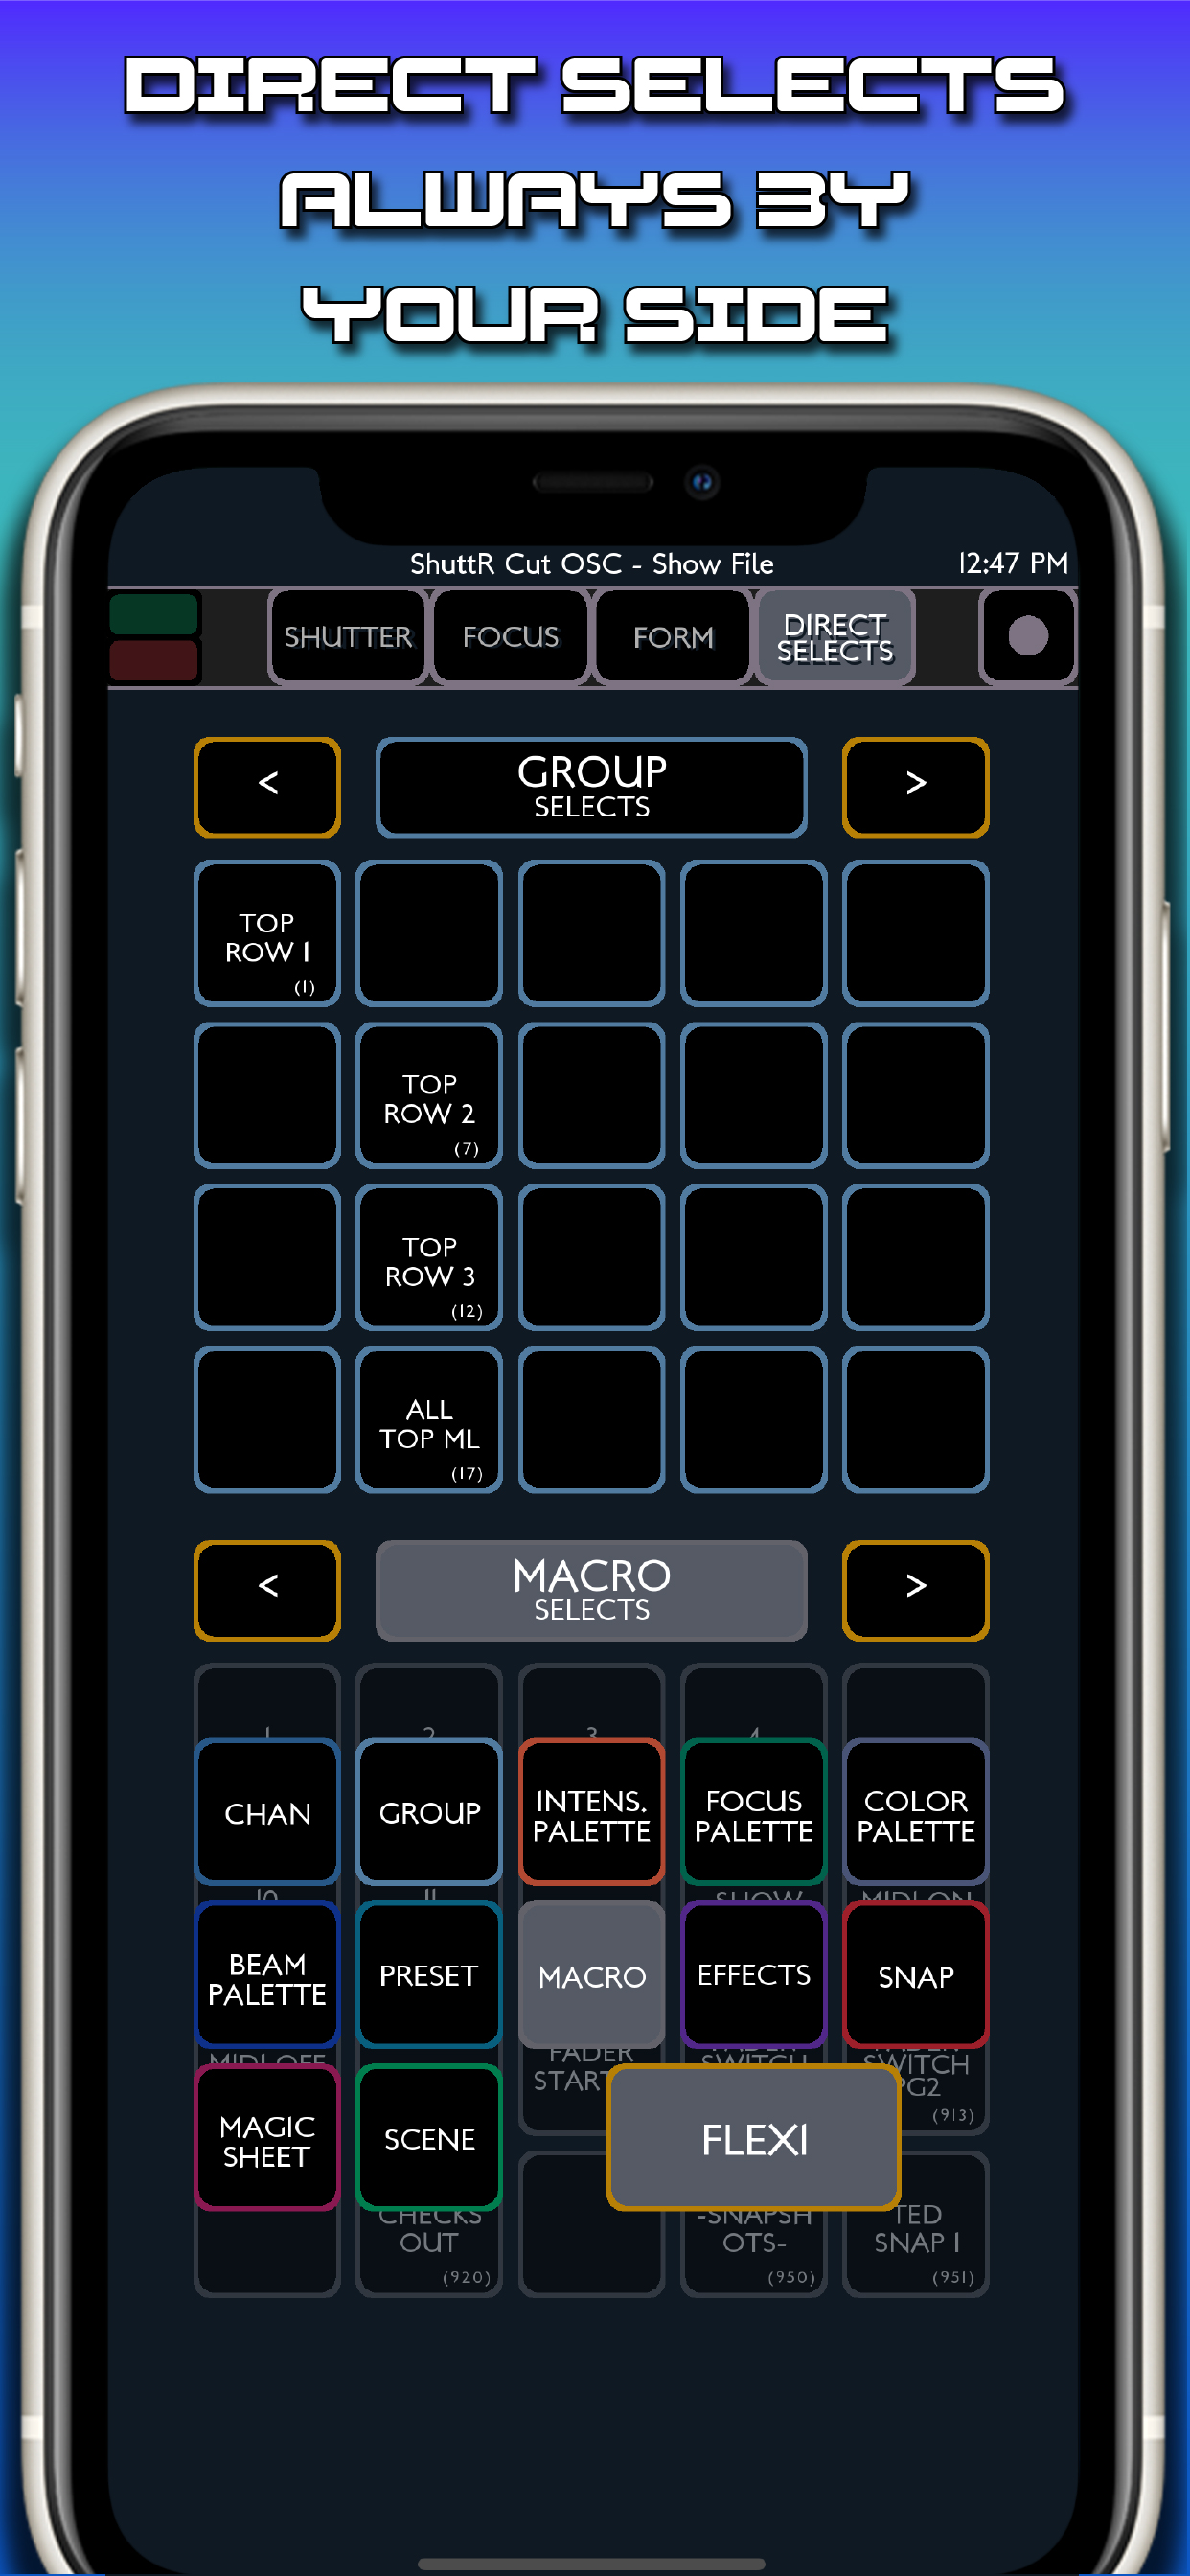 DIRECT SELECTS
ALWAYS BY
YOUR SIDE
ShuttR Cut OSC - Show File
12:47 PM
SHUTTER
FOCUS
FORM
DIRECT
SELECTS
<
GROUP
SELECTS
>
TOP
ROW 1
(1)
TOP
ROW 2
(7)
TOP
ROW 3
(12)
ALL
TOP ML
(17)
<
MACRO
SELECTS
>
1
2
3
4
CHAN
GROUP
INTENS.
PALETTE
FOCUS
PALETTE
COLOR
PALETTE
10
11
SHOW
MIDI ON
BEAM
PALETTE
PRESET
MACRO
EFFECTS
SNAP
MIDI OFF
FADER
START
FADER
SWITCH
FADER
SWITCH
PG2
(913)
MAGIC
SHEET
SCENE
FLEXI
CHECKS
OUT
(920)
-SNAPSH
OTS-
(950)
TED
SNAP 1
(951)